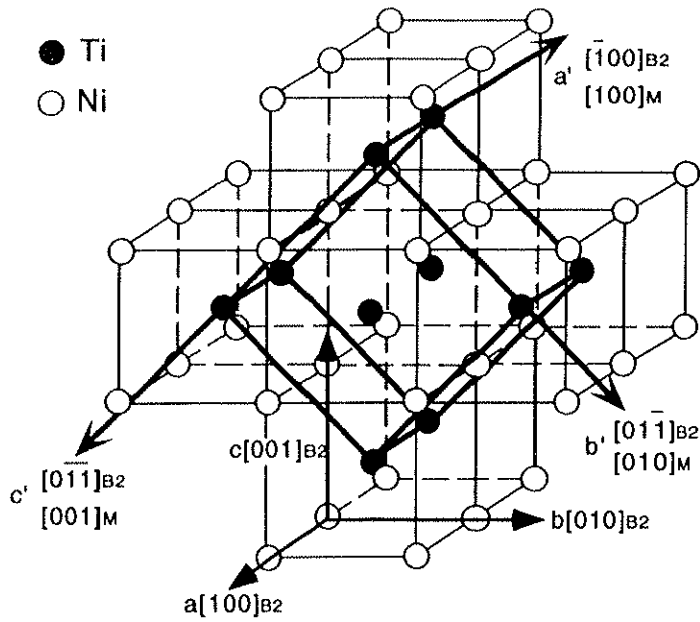 Ti
Ni
a' [1̄00]B2
[100]M
c[001]B2
b' [011̄]B2
[010]M
c' [01̄1̄]B2
[001]M
b[010]B2
a[100]B2